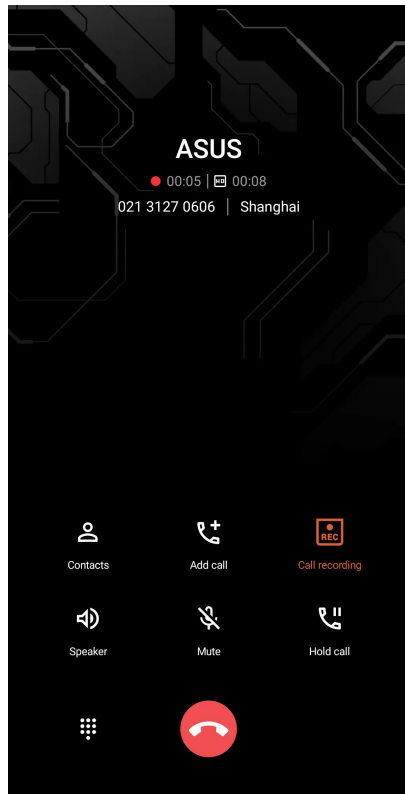 ASUS
00:05 | HD 00:08
021 3127 0606 | Shanghai
Contacts Add call REC Call recording
Speaker Mute Hold call